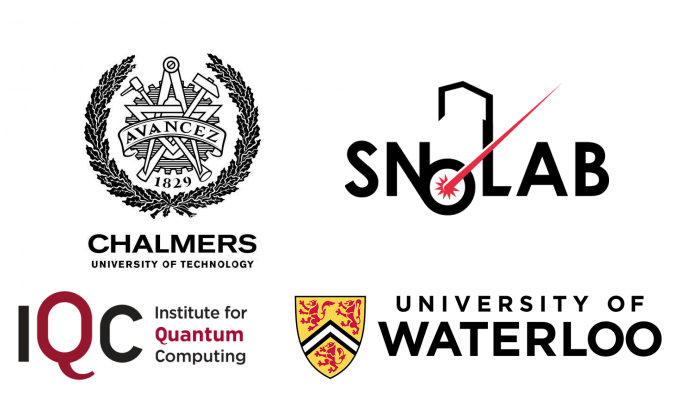 AVANCEZ
1829
CHALMERS
UNIVERSITY OF TECHNOLOGY
SNOLAB
IQC
Institute for
Quantum
Computing
UNIVERSITY OF
WATERLOO